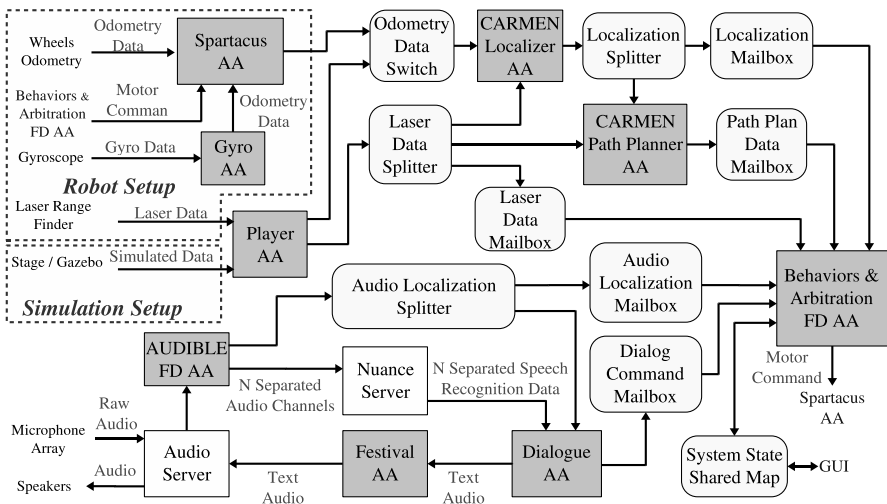 Wheels
Odometry
Odometry
Data
Spartacus
AA
Behaviors &
Arbitration
FD AA
Motor
Comman
Odometry
Data
Gyroscope
Gyro Data
Gyro
AA
Robot Setup
Laser Range
Finder
Laser Data
Player
AA
Stage / Gazebo
Simulated Data
Simulation Setup
Odometry
Data
Switch
CARMEN
Localizer
AA
Localization
Splitter
Localization
Mailbox
Laser
Data
Splitter
CARMEN
Path Planner
AA
Path Plan
Data
Mailbox
Laser
Data
Mailbox
Audio Localization
Splitter
Audio
Localization
Mailbox
Behaviors &
Arbitration
FD AA
AUDIBLE
FD AA
N Separated
Audio Channels
Nuance
Server
N Separated Speech
Recognition Data
Dialog
Command
Mailbox
Motor
Command
Spartacus
AA
Microphone
Array
Raw
Audio
Audio
Server
Speakers
Audio
Text
Audio
Festival
AA
Text
Audio
Dialogue
AA
System State
Shared Map
GUI